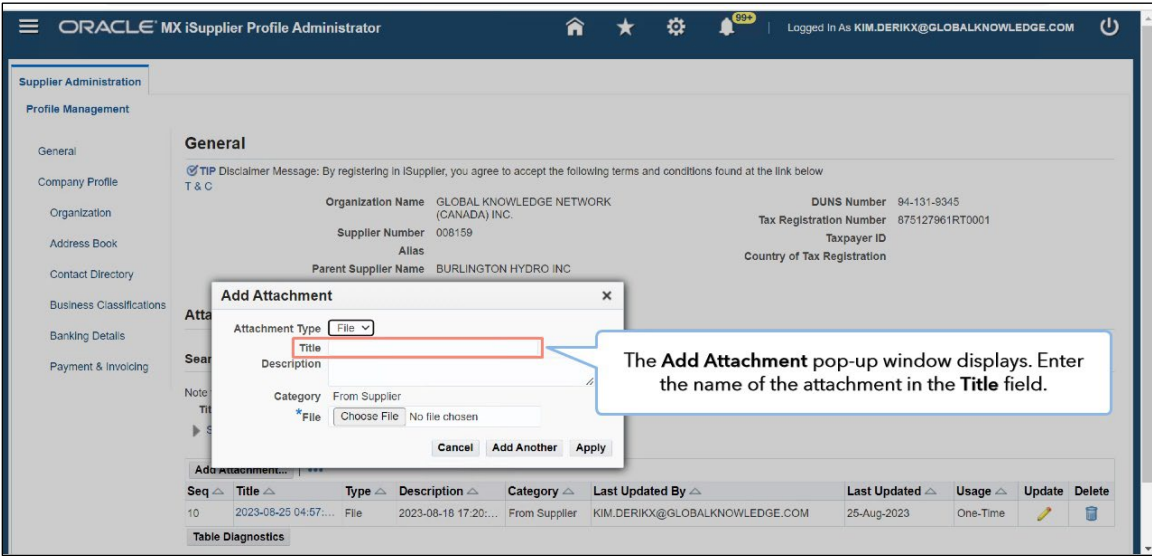 ORACLE MX iSupplier Profile Administrator
99+
Logged In As KIM.DERIKX@GLOBALKNOWLEDGE.COM
Supplier Administration
Profile Management
General
Company Profile
Organization
Address Book
Contact Directory
Business Classifications
Banking Details
Payment & Invoicing
General
TIP Disclaimer Message: By registering in iSupplier, you agree to accept the following terms and conditions found at the link below
T & C
Organization Name GLOBAL KNOWLEDGE NETWORK
(CANADA) INC.
Supplier Number 008159
Alias
Parent Supplier Name BURLINGTON HYDRO INC
DUNS Number 94-131-9345
Tax Registration Number 875127961RT0001
Taxpayer ID
Country of Tax Registration
Atta
Sear
Note
Tit
S
Add Attachment
×
Attachment Type File
Title
Description
Category From Supplier
*File Choose File No file chosen
Cancel Add Another Apply
The Add Attachment pop-up window displays. Enter
the name of the attachment in the Title field.
Add Attachment...
Seq Title Type Description Category Last Updated By Last Updated Usage Update Delete
10 2023-08-25 04:57:... File 2023-08-18 17:20:... From Supplier KIM.DERIKX@GLOBALKNOWLEDGE.COM 25-Aug-2023 One-Time
Table Diagnostics